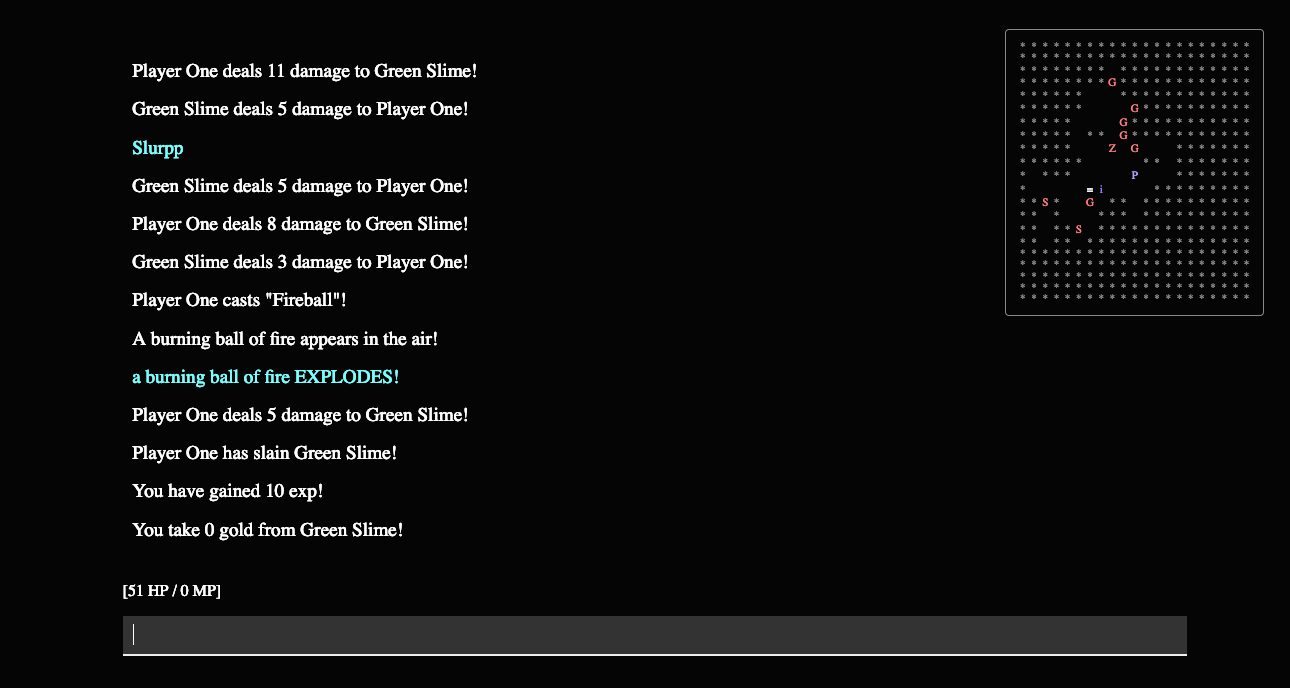 Player One deals 11 damage to Green Slime!
Green Slime deals 5 damage to Player One!
Slurpp
Green Slime deals 5 damage to Player One!
Player One deals 8 damage to Green Slime!
Green Slime deals 3 damage to Player One!
Player One casts "Fireball"!
A burning ball of fire appears in the air!
a burning ball of fire EXPLODES!
Player One deals 5 damage to Green Slime!
Player One has slain Green Slime!
You have gained 10 exp!
You take 0 gold from Green Slime!
[51 HP / 0 MP]
* * * * * * * * * * * * * * * * * * * * *
* * * * * * * * * * * * * * * * * * * * *
* * * * * * * *   * * * * * * * * * * * *
* * * * * * * * G * * * * * * * * * * * *
* * * * * *       * * * * * * * * * * * *
* * * * * *         G * * * * * * * * * *
* * * * *         G * * * * * * * * * * *
* * * * *   * *   G * * * * * * * * * * *
* * * * *       Z   G       * * * * * * *
* * * * * *           * *   * * * * * * *
*   * * *           P       * * * * * * *
*           ≡ i         * * * * * * * * *
* * S *     G   * *   * * * * * * * * * *
* *   *       * * *   * * * * * * * * * *
* *   * * S   * * * * * * * * * * * * * *
* *   * *   * * * * * * * * * * * * * * *
* * * * * * * * * * * * * * * * * * * * *
* * * * * * * * * * * * * * * * * * * * *
* * * * * * * * * * * * * * * * * * * * *
* * * * * * * * * * * * * * * * * * * * *
* * * * * * * * * * * * * * * * * * * * *